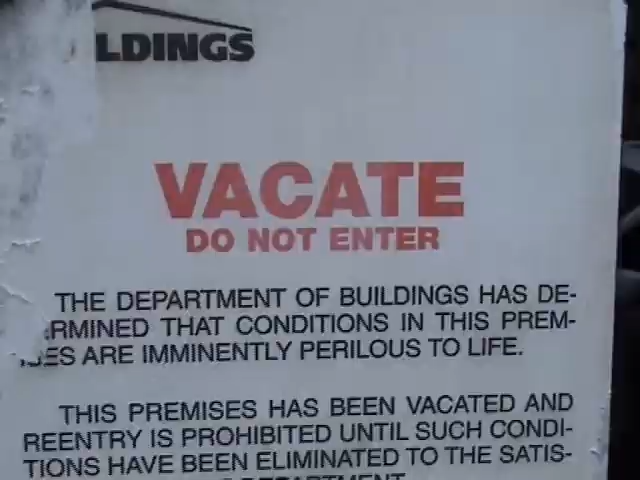 LDINGS
VACATE
DO NOT ENTER
THE DEPARTMENT OF BUILDINGS HAS DE-
RMINED THAT CONDITIONS IN THIS PREM-
ES ARE IMMINENTLY PERILOUS TO LIFE.
THIS PREMISES HAS BEEN VACATED AND
REENTRY IS PROHIBITED UNTIL SUCH CONDI-
TIONS HAVE BEEN ELIMINATED TO THE SATIS-
DEPARTMENT